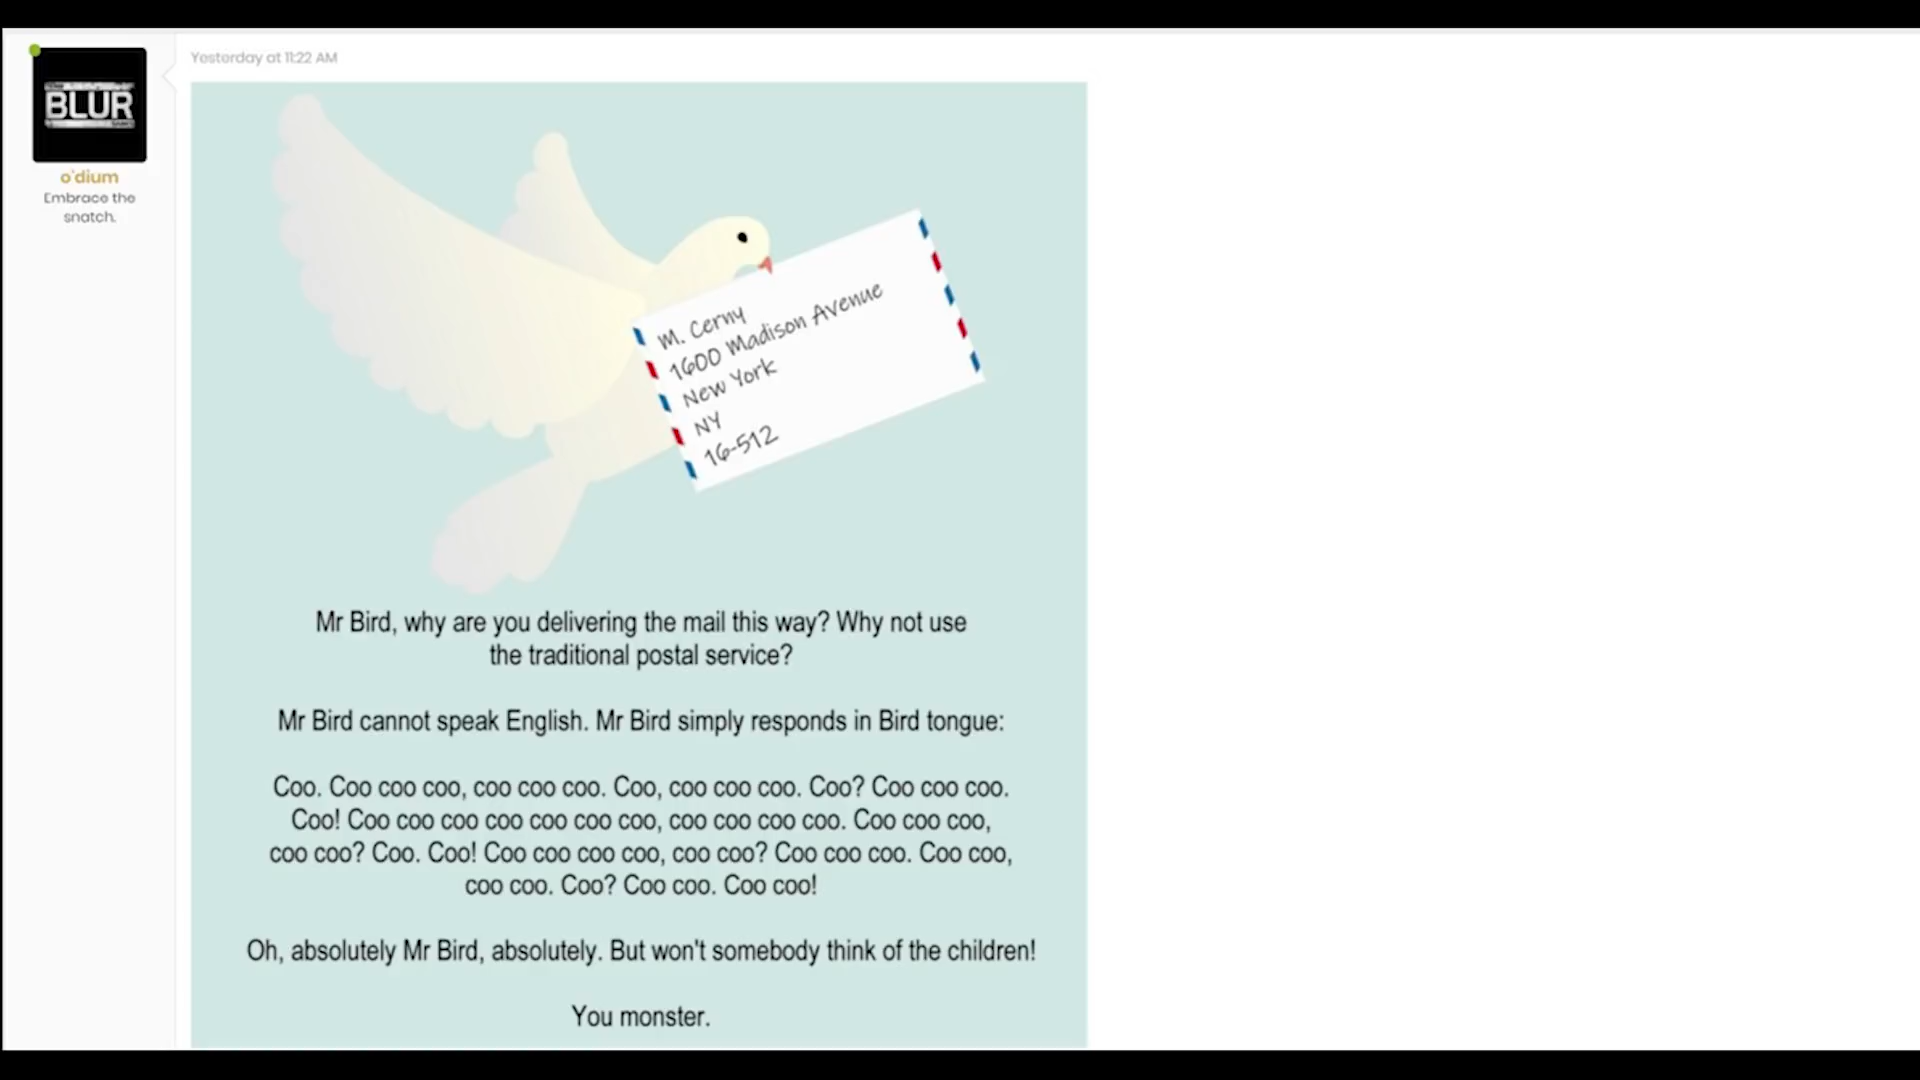 Yesterday at 11:22 AM
BLUR
o'dium
Embrace the
snatch.
M. Cerny
1600 Madison Avenue
New York
NY
16-512
Mr Bird, why are you delivering the mail this way? Why not use
the traditional postal service?
Mr Bird cannot speak English. Mr Bird simply responds in Bird tongue:
Coo. Coo coo coo, coo coo coo. Coo, coo coo coo. Coo? Coo coo coo.
Coo! Coo coo coo coo coo coo coo, coo coo coo coo. Coo coo coo,
coo coo? Coo. Coo! Coo coo coo coo, coo coo? Coo coo coo. Coo coo,
coo coo. Coo? Coo coo. Coo coo!
Oh, absolutely Mr Bird, absolutely. But won't somebody think of the children!
You monster.